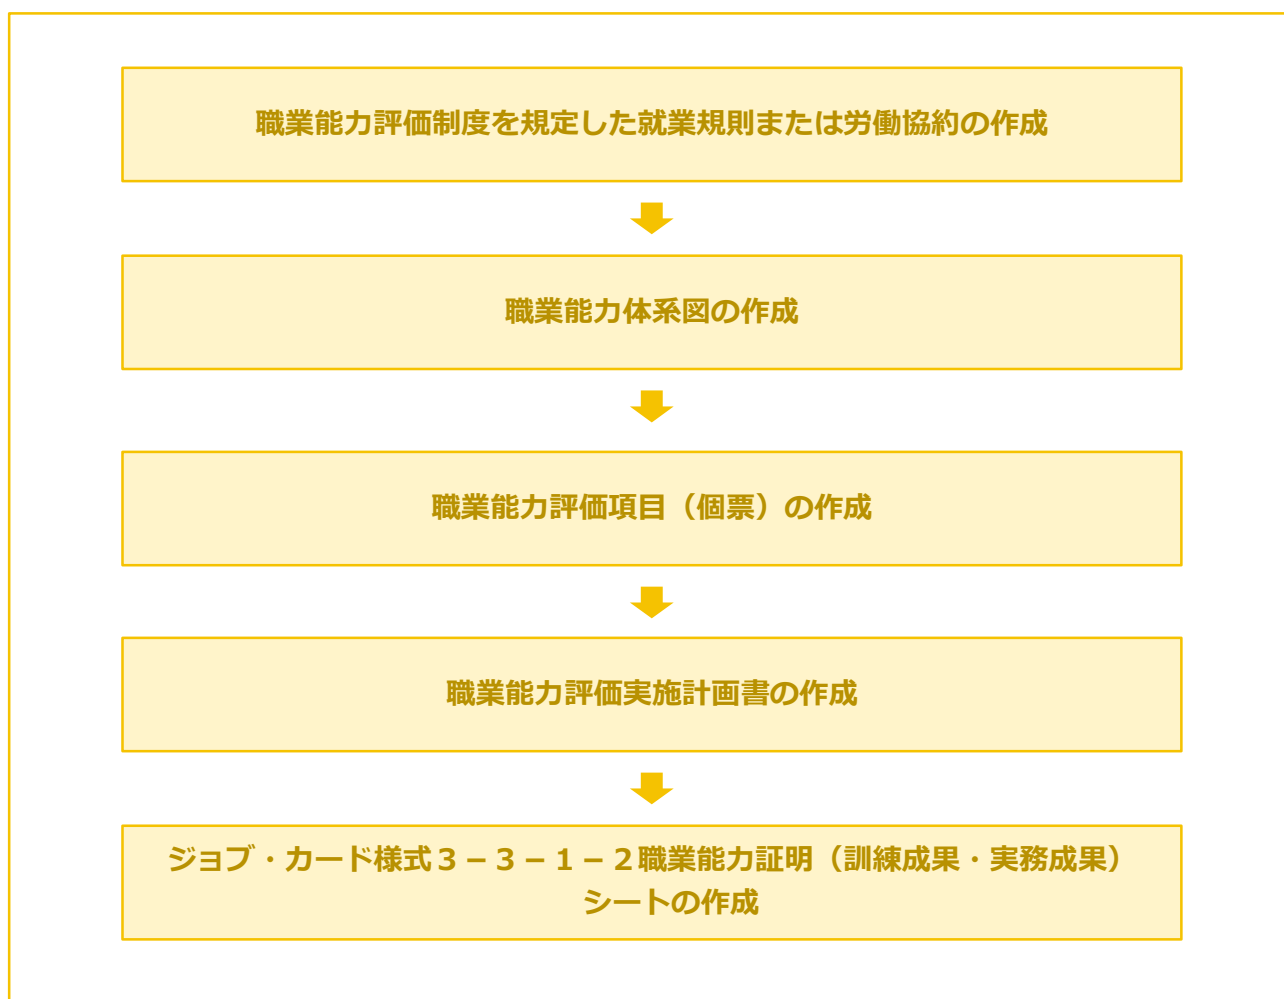 職業能力評価制度を規定した就業規則または労働協約の作成
職業能力体系図の作成
職業能力評価項目（個票）の作成
職業能力評価実施計画書の作成
ジョブ・カード様式３－３－１－２職業能力証明（訓練成果・実務成果）
シートの作成